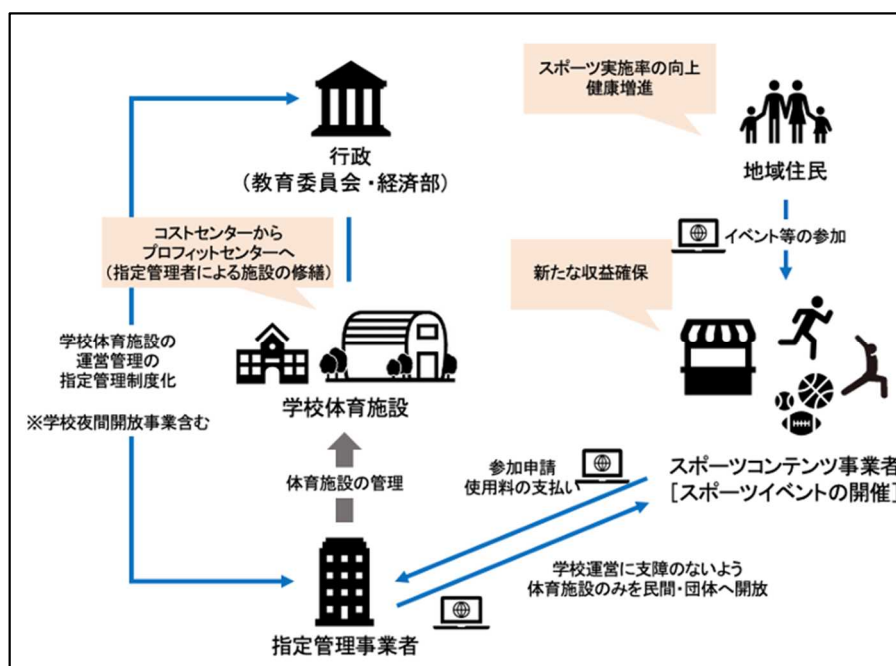 スポーツ実施率の向上
健康増進
行政
（教育委員会・経済部）
地域住民
コストセンターから
プロフィットセンターへ
（指定管理者による施設の修繕）
イベント等の参加
新たな収益確保
学校体育施設の
運営管理の
指定管理制度化
※学校夜間開放事業含む
学校体育施設
体育施設の管理
参加申請
使用料の支払い
スポーツコンテンツ事業者
［スポーツイベントの開催］
学校運営に支障のないよう
体育施設のみを民間・団体へ開放
指定管理事業者